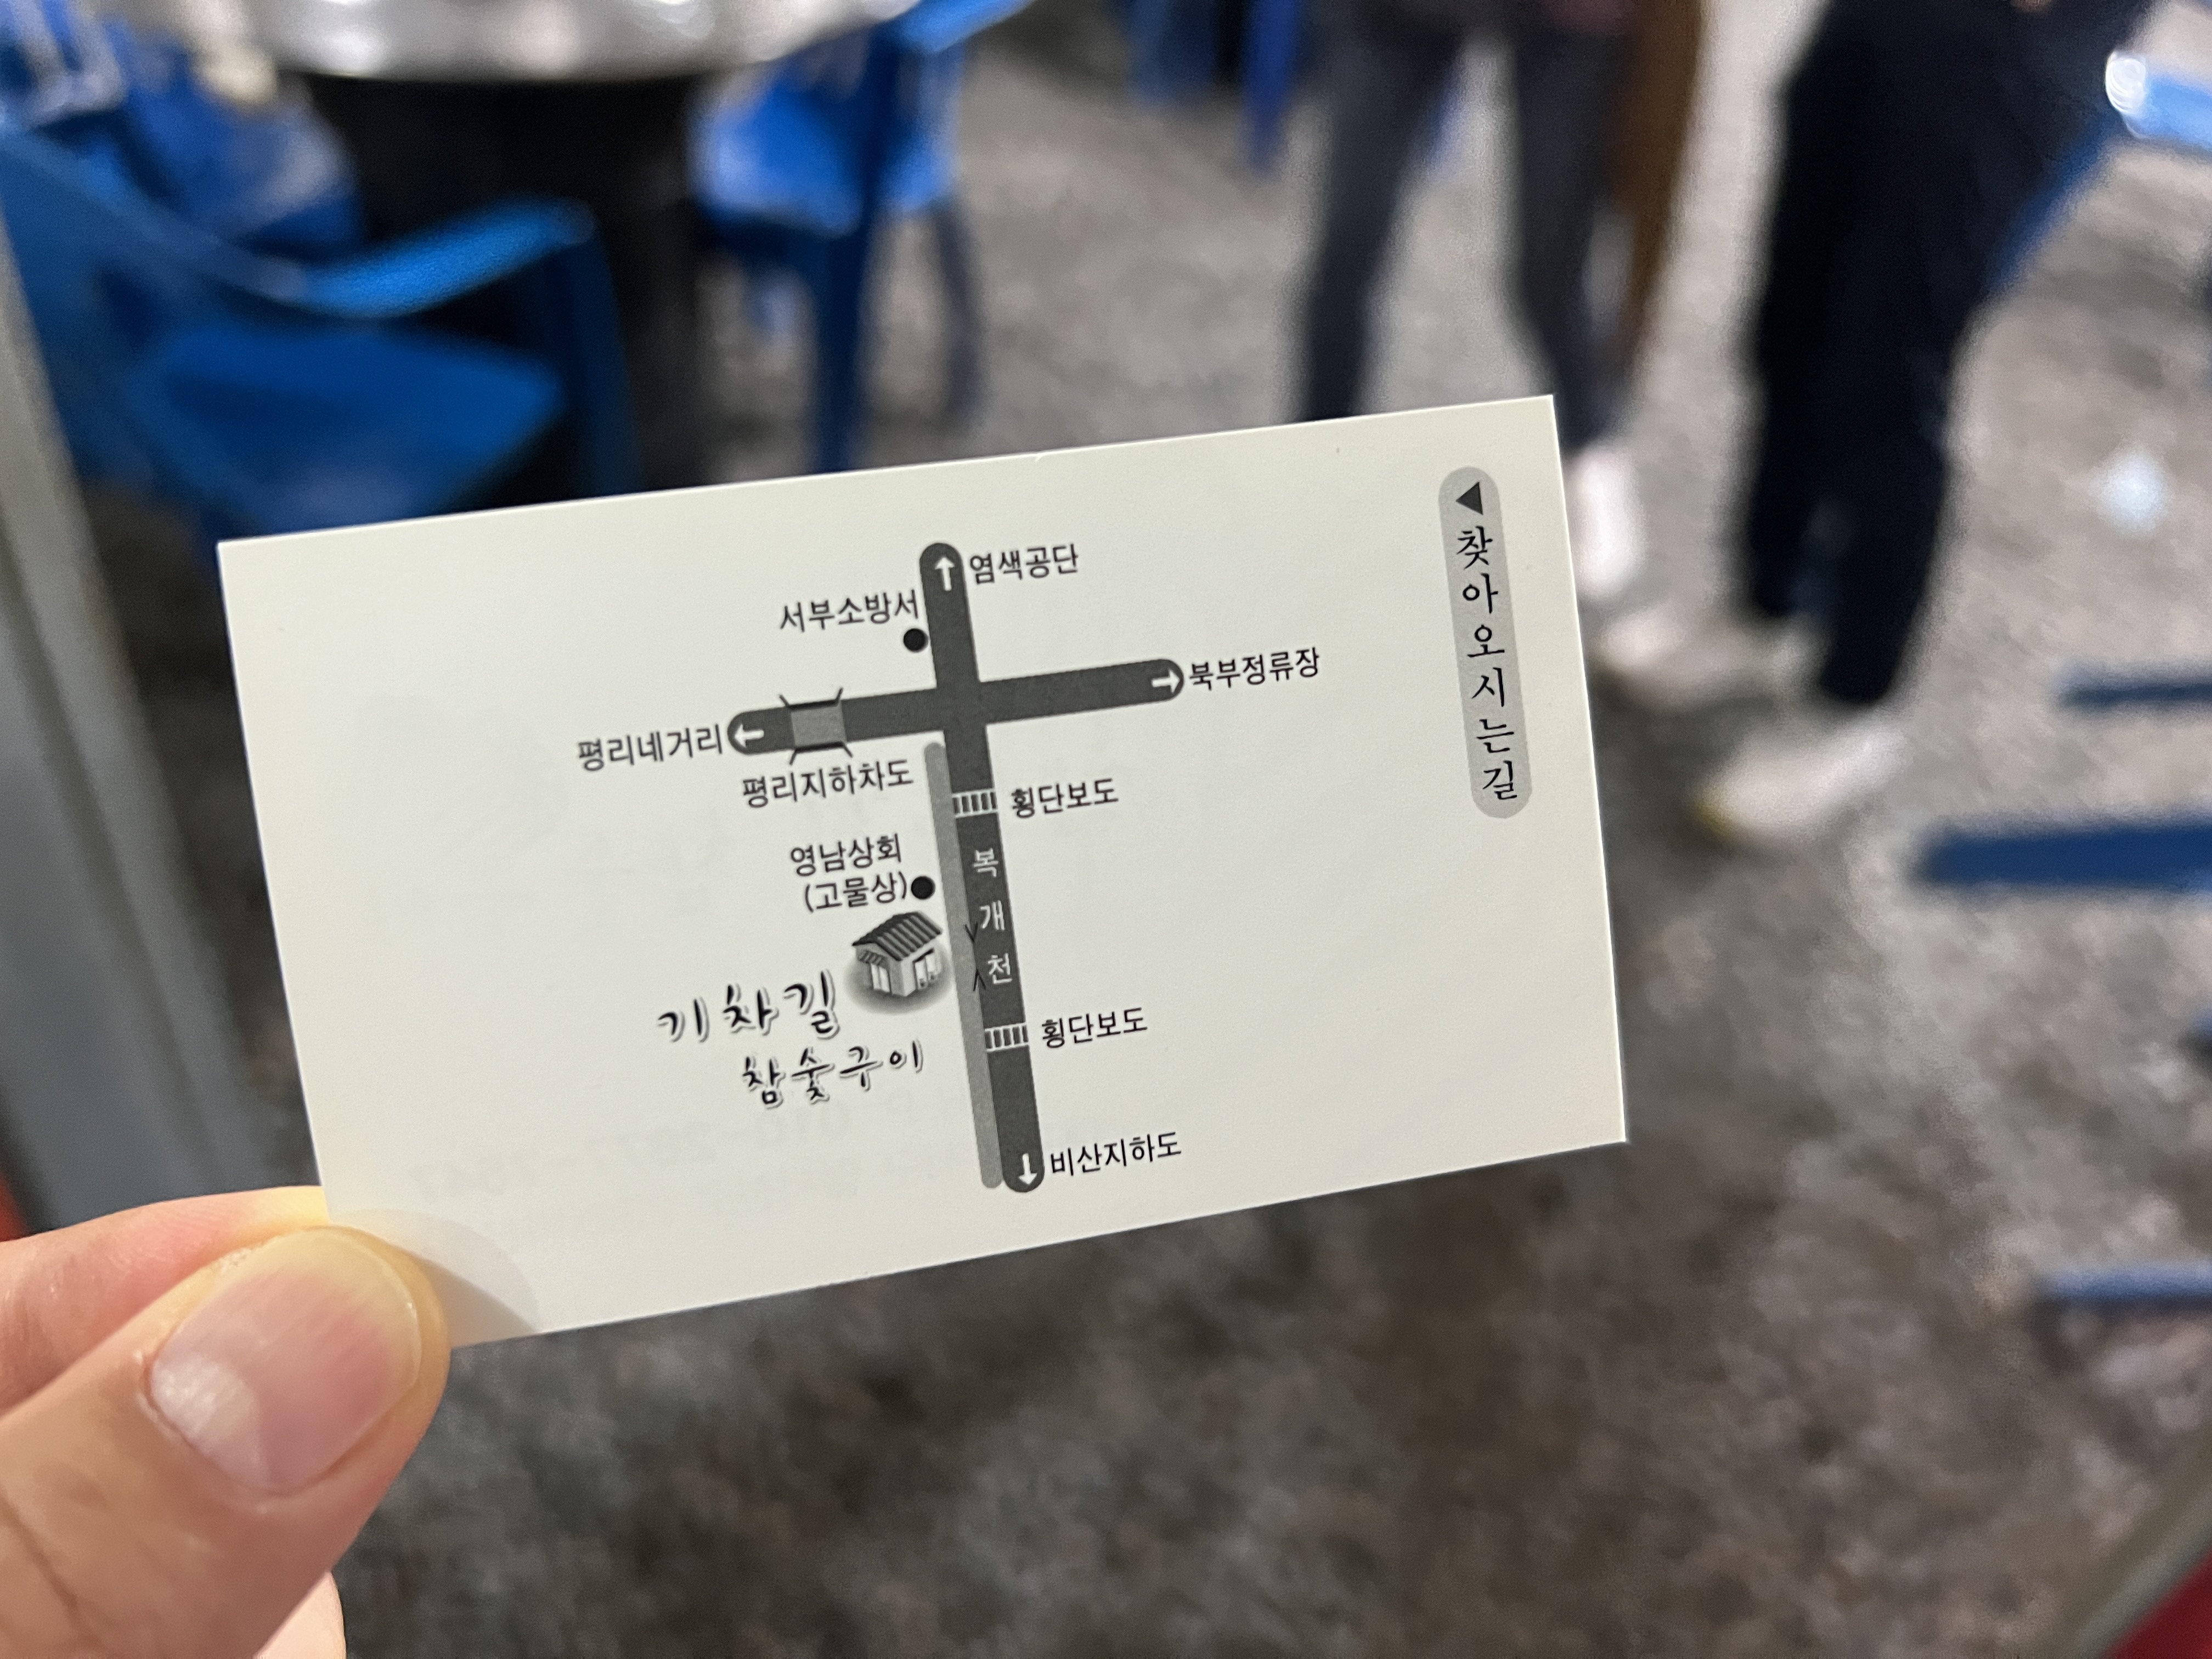 ◀찾아오시는길
염색공단
서부소방서
북부정류장
평리네거리
평리지하차도
횡단보도
영남상회
(고물상)
복개천
기차길
참숯구이
횡단보도
비산지하도